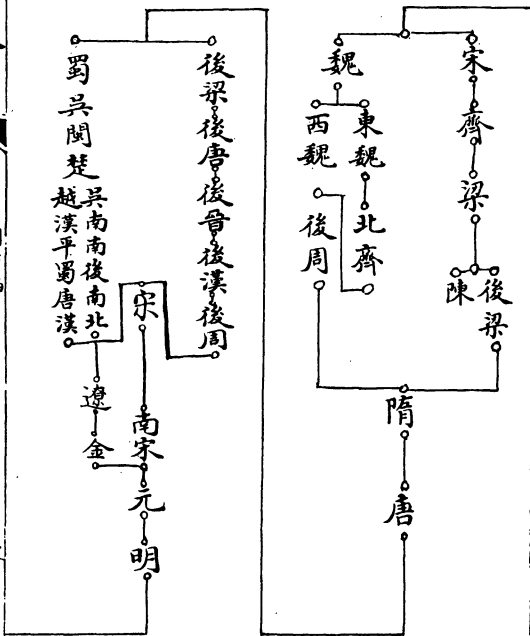 宋
齊
梁
後梁
陳
魏
東魏
西魏
北齊
後周
隋
唐
後梁
後唐
後晉
後漢
後周
蜀
吳
閩
楚
吳越
南漢
南平
後蜀
南唐
北漢
宋
遼
金
南宋
元
明